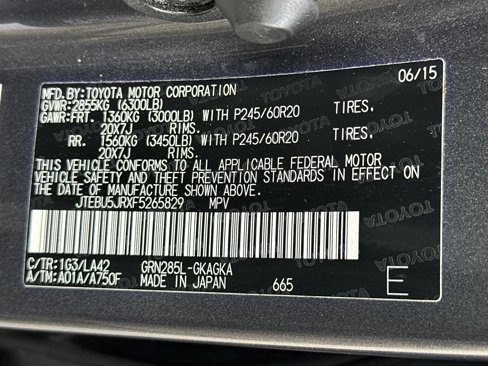 MFD.BY:TOYOTA MOTOR CORPORATION 06/15
GVWR:2855KG (6300LB)
GAWR:FRT. 1360KG (3000LB) WITH P245/60R20 TIRES,
20X7J RIMS.
RR. 1560KG (3450LB) WITH P245/60R20 TIRES,
20X7J RIMS.
THIS VEHICLE CONFORMS TO ALL APPLICABLE FEDERAL MOTOR
VEHICLE SAFETY AND THEFT PREVENTION STANDARDS IN EFFECT ON
THE DATE OF MANUFACTURE SHOWN ABOVE.
JTEBU5JRXF5265829 MPV
C/TR:1G3/LA42 GRN285L-GKAGKA
A/TM:A01A/A750F MADE IN JAPAN 665
E